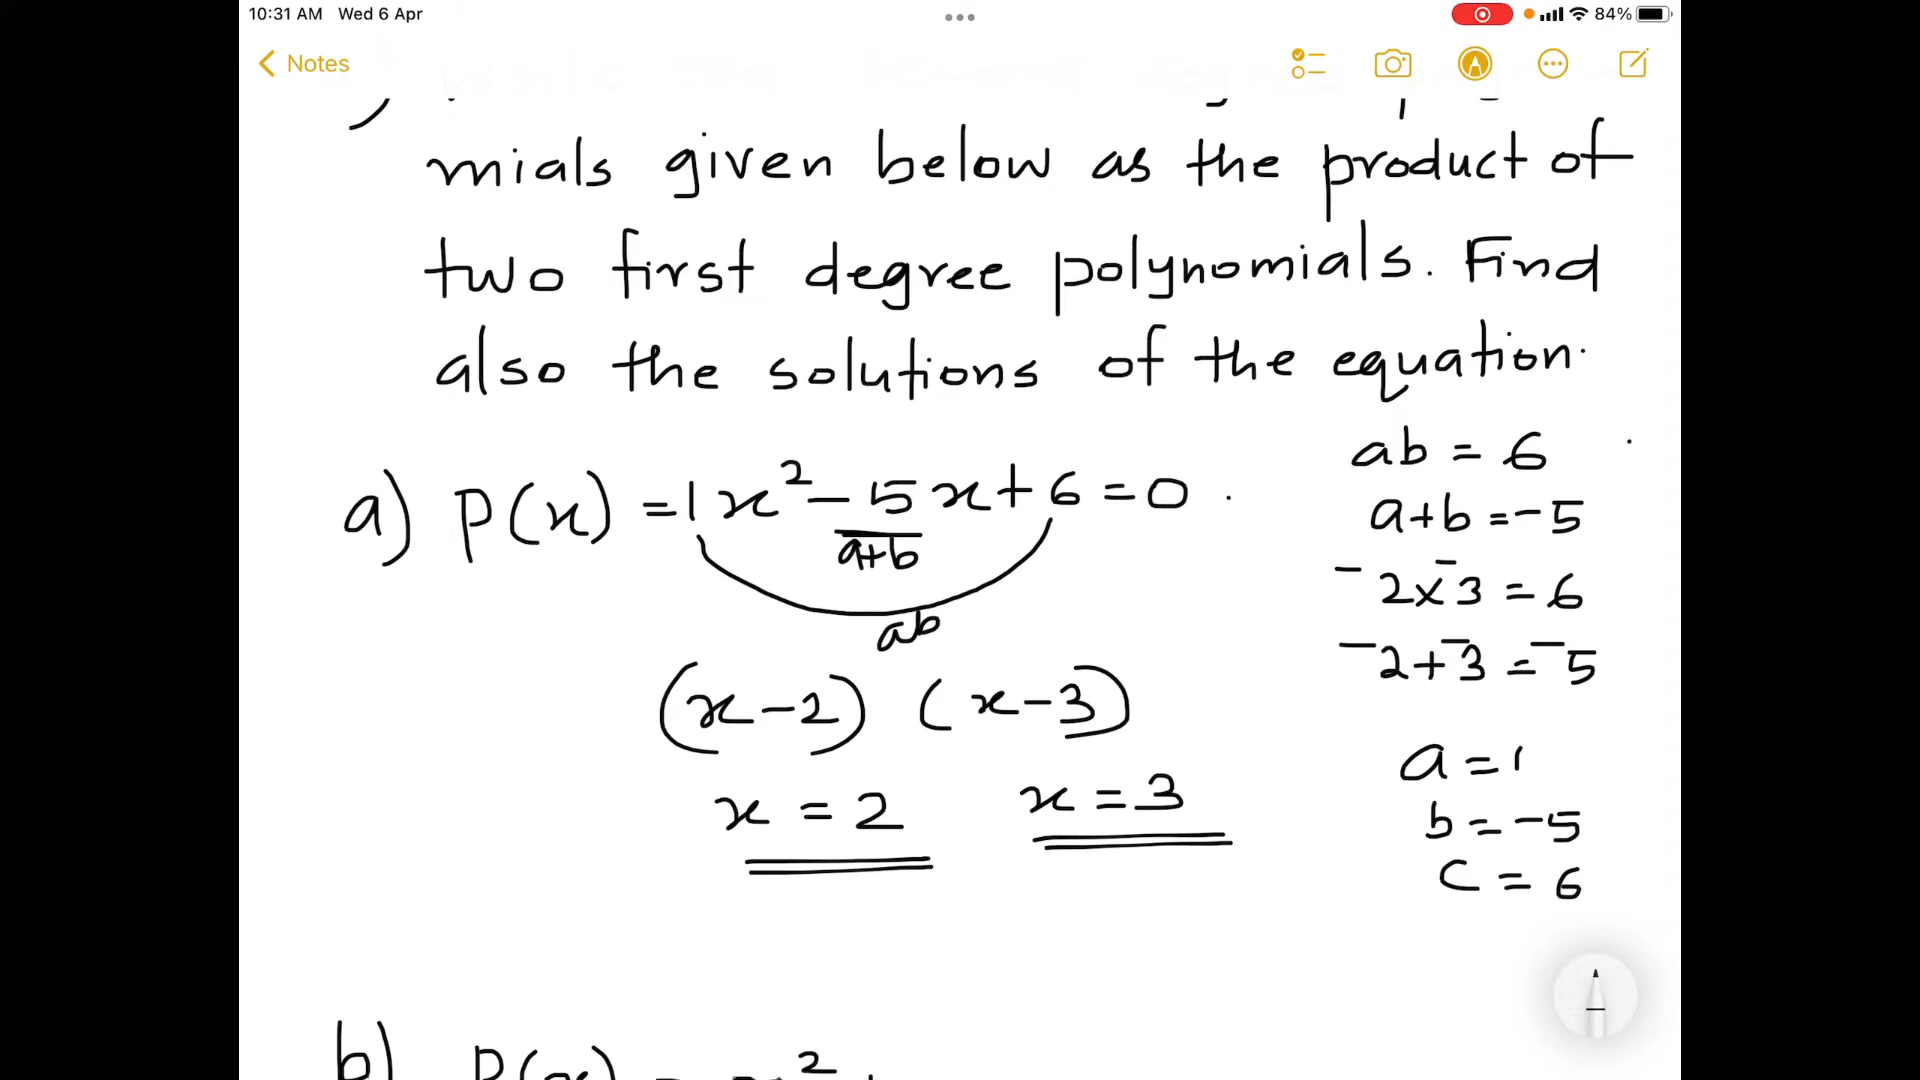 10:31 AM Wed 6 Apr
84%
Notes
mials given below as the product of
two first degree polynomials. Find
also the solutions of the equation.
a) P(x) = 1x² - 5x + 6 = 0
a+b
ab
(x-2) (x-3)
x = 2 x = 3
ab = 6
a+b = -5
-2 x -3 = 6
-2 + -3 = -5
a = 1
b = -5
c = 6
b)